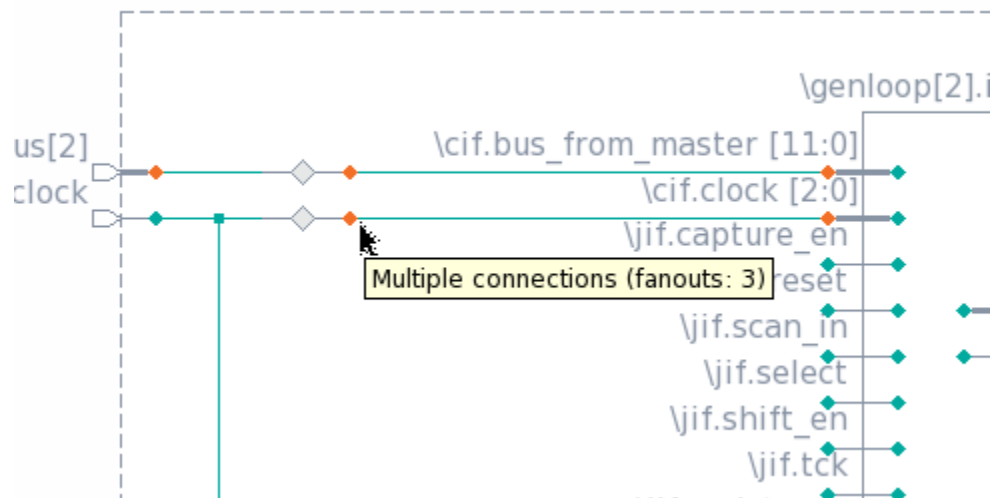 \genloop[2].i
us[2]
\cif.bus_from_master [11:0]
clock
\cif.clock [2:0]
\jif.capture_en
Multiple connections (fanouts: 3)
reset
\jif.scan_in
\jif.select
\jif.shift_en
\jif.tck